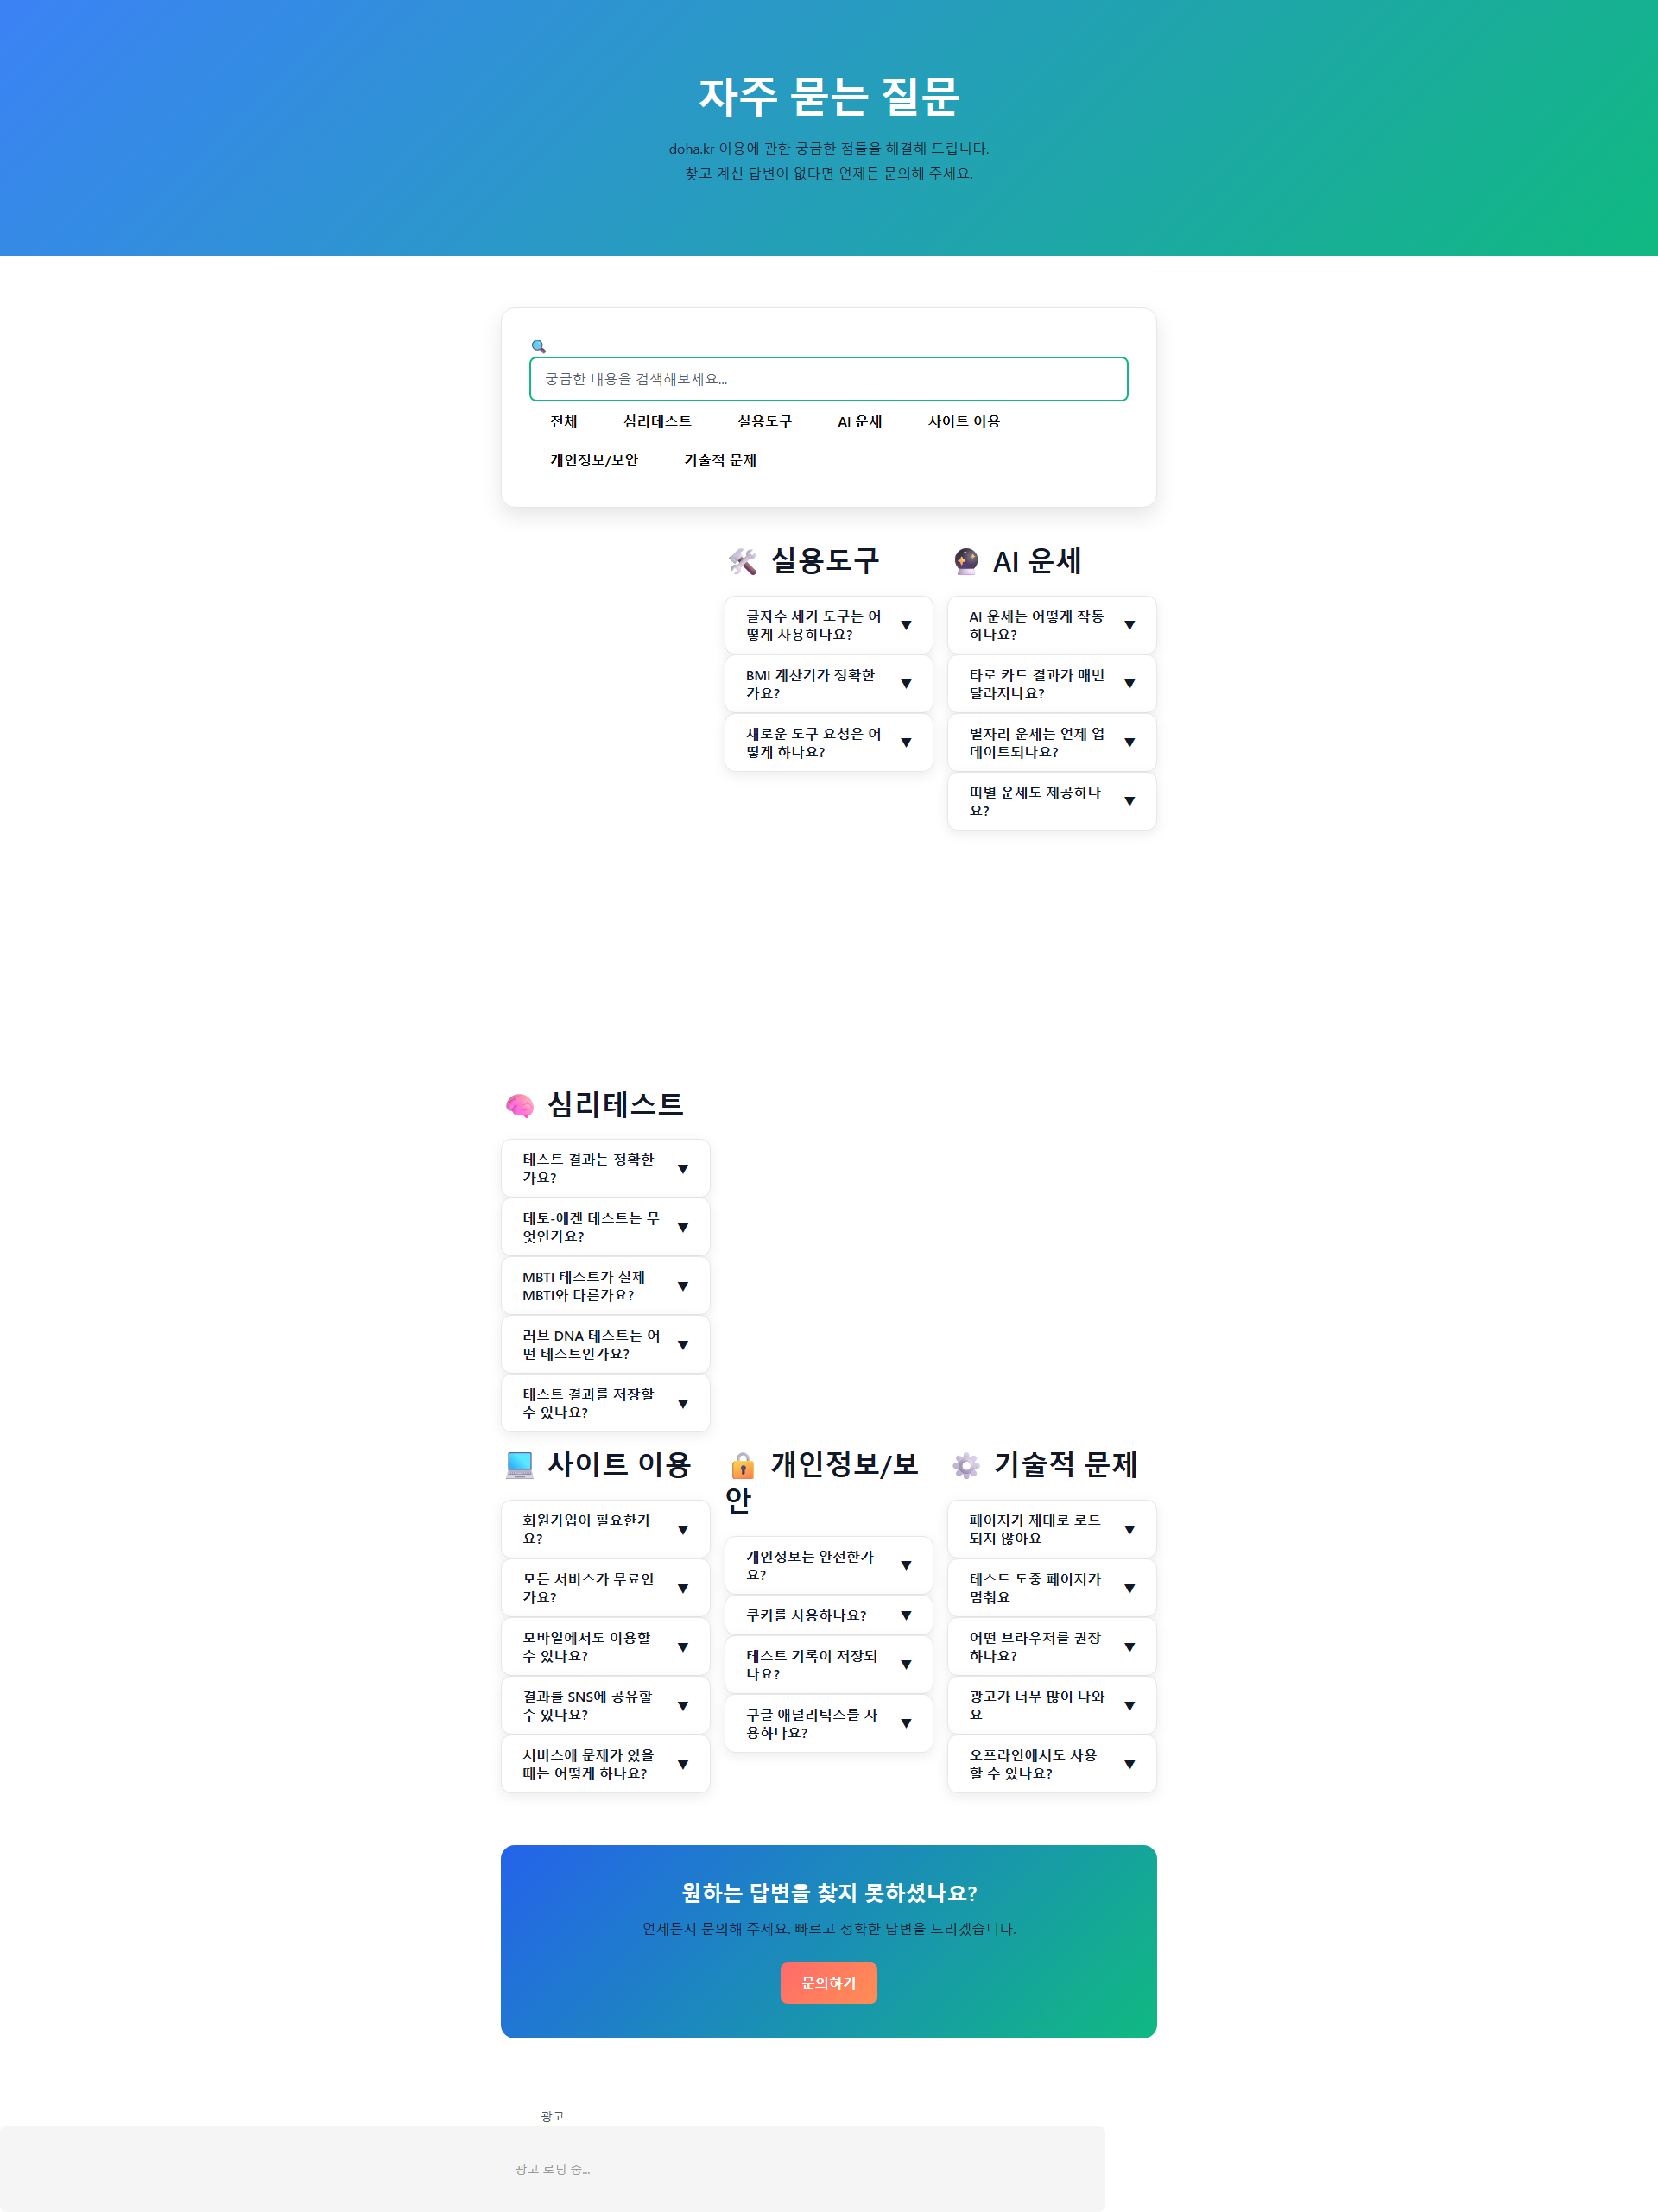 자주 묻는 질문
doha.kr 이용에 관한 궁금한 점들을 해결해 드립니다.
찾고 계신 답변이 없다면 언제든 문의해 주세요.
궁금한 내용을 검색해보세요...
전체 심리테스트 실용도구 AI 운세 사이트 이용
개인정보/보안 기술적 문제
실용도구
글자수 세기 도구는 어
떻게 사용하나요?
BMI 계산기가 정확한
가요?
새로운 도구 요청은 어
떻게 하나요?
AI 운세
AI 운세는 어떻게 작동
하나요?
타로 카드 결과가 매번
달라지나요?
별자리 운세는 언제 업
데이트되나요?
띠별 운세도 제공하나
요?
심리테스트
테스트 결과는 정확한
가요?
테토-에겐 테스트는 무
엇인가요?
MBTI 테스트가 실제
MBTI와 다른가요?
러브 DNA 테스트는 어
떤 테스트인가요?
테스트 결과를 저장할
수 있나요?
사이트 이용
회원가입이 필요한가
요?
모든 서비스가 무료인
가요?
모바일에서도 이용할
수 있나요?
결과를 SNS에 공유할
수 있나요?
서비스에 문제가 있을
때는 어떻게 하나요?
개인정보/보
안
개인정보는 안전한가
요?
쿠키를 사용하나요?
테스트 기록이 저장되
나요?
구글 애널리틱스를 사
용하나요?
기술적 문제
페이지가 제대로 로드
되지 않아요
테스트 도중 페이지가
멈춰요
어떤 브라우저를 권장
하나요?
광고가 너무 많이 나와
요
오프라인에서도 사용
할 수 있나요?
원하는 답변을 찾지 못하셨나요?
언제든지 문의해 주세요. 빠르고 정확한 답변을 드리겠습니다.
문의하기
광고
광고 로딩 중...